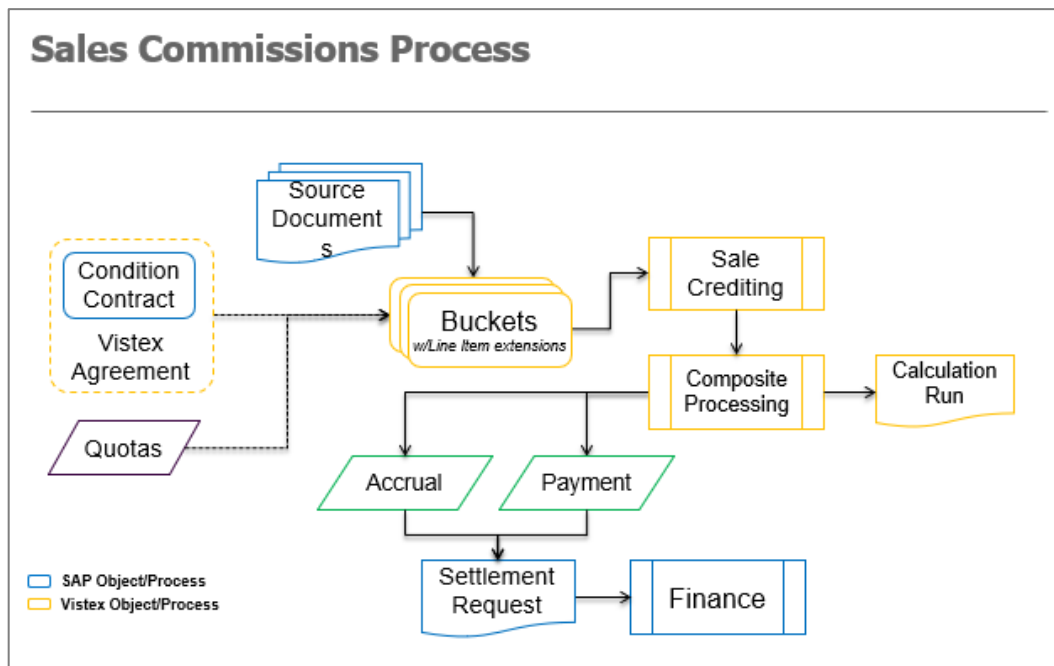 Sales Commissions Process
Source
Document
s
Condition
Contract
Vistex
Agreement
Buckets
w/Line Item extensions
Sale
Crediting
Composite
Processing
Calculation
Run
Quotas
Accrual
Payment
Settlement
Request
Finance
SAP Object/Process
Vistex Object/Process